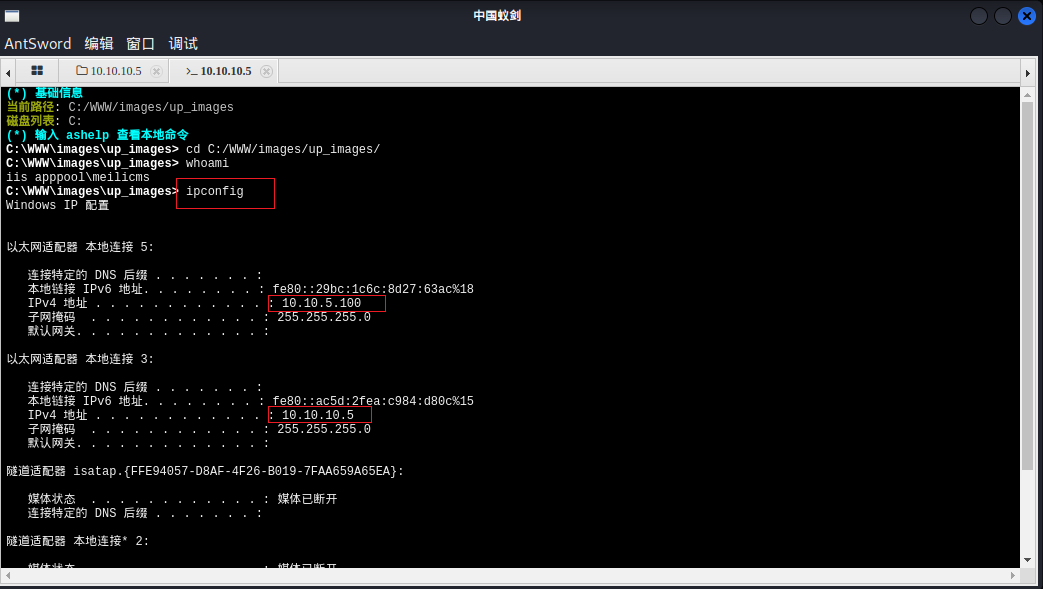 中国蚁剑
AntSword 编辑 窗口 调试
10.10.10.5 >_ 10.10.10.5
(*) 基础信息
当前路径: C:/WWW/images/up_images
磁盘列表: C:
(*) 输入 ashelp 查看本地命令
C:\WWW\images\up_images> cd C:/WWW/images/up_images/
C:\WWW\images\up_images> whoami
iis apppool\meilicms
C:\WWW\images\up_images> ipconfig
Windows IP 配置
以太网适配器 本地连接 5:
连接特定的 DNS 后缀 . . . . . . . :
本地链接 IPv6 地址. . . . . . . . : fe80::29bc:1c6c:8d27:63ac%18
IPv4 地址 . . . . . . . . . . . . : 10.10.5.100
子网掩码 . . . . . . . . . . . . : 255.255.255.0
默认网关. . . . . . . . . . . . . :
以太网适配器 本地连接 3:
连接特定的 DNS 后缀 . . . . . . . :
本地链接 IPv6 地址. . . . . . . . : fe80::ac5d:2fea:c984:d80c%15
IPv4 地址 . . . . . . . . . . . . : 10.10.10.5
子网掩码 . . . . . . . . . . . . : 255.255.255.0
默认网关. . . . . . . . . . . . . :
隧道适配器 isatap.{FFE94057-D8AF-4F26-B019-7FAA659A65EA}:
媒体状态 . . . . . . . . . . . . : 媒体已断开
连接特定的 DNS 后缀 . . . . . . . :
隧道适配器 本地连接* 2:
媒体状态 . . . . . . . . . . . . : 媒体已断开